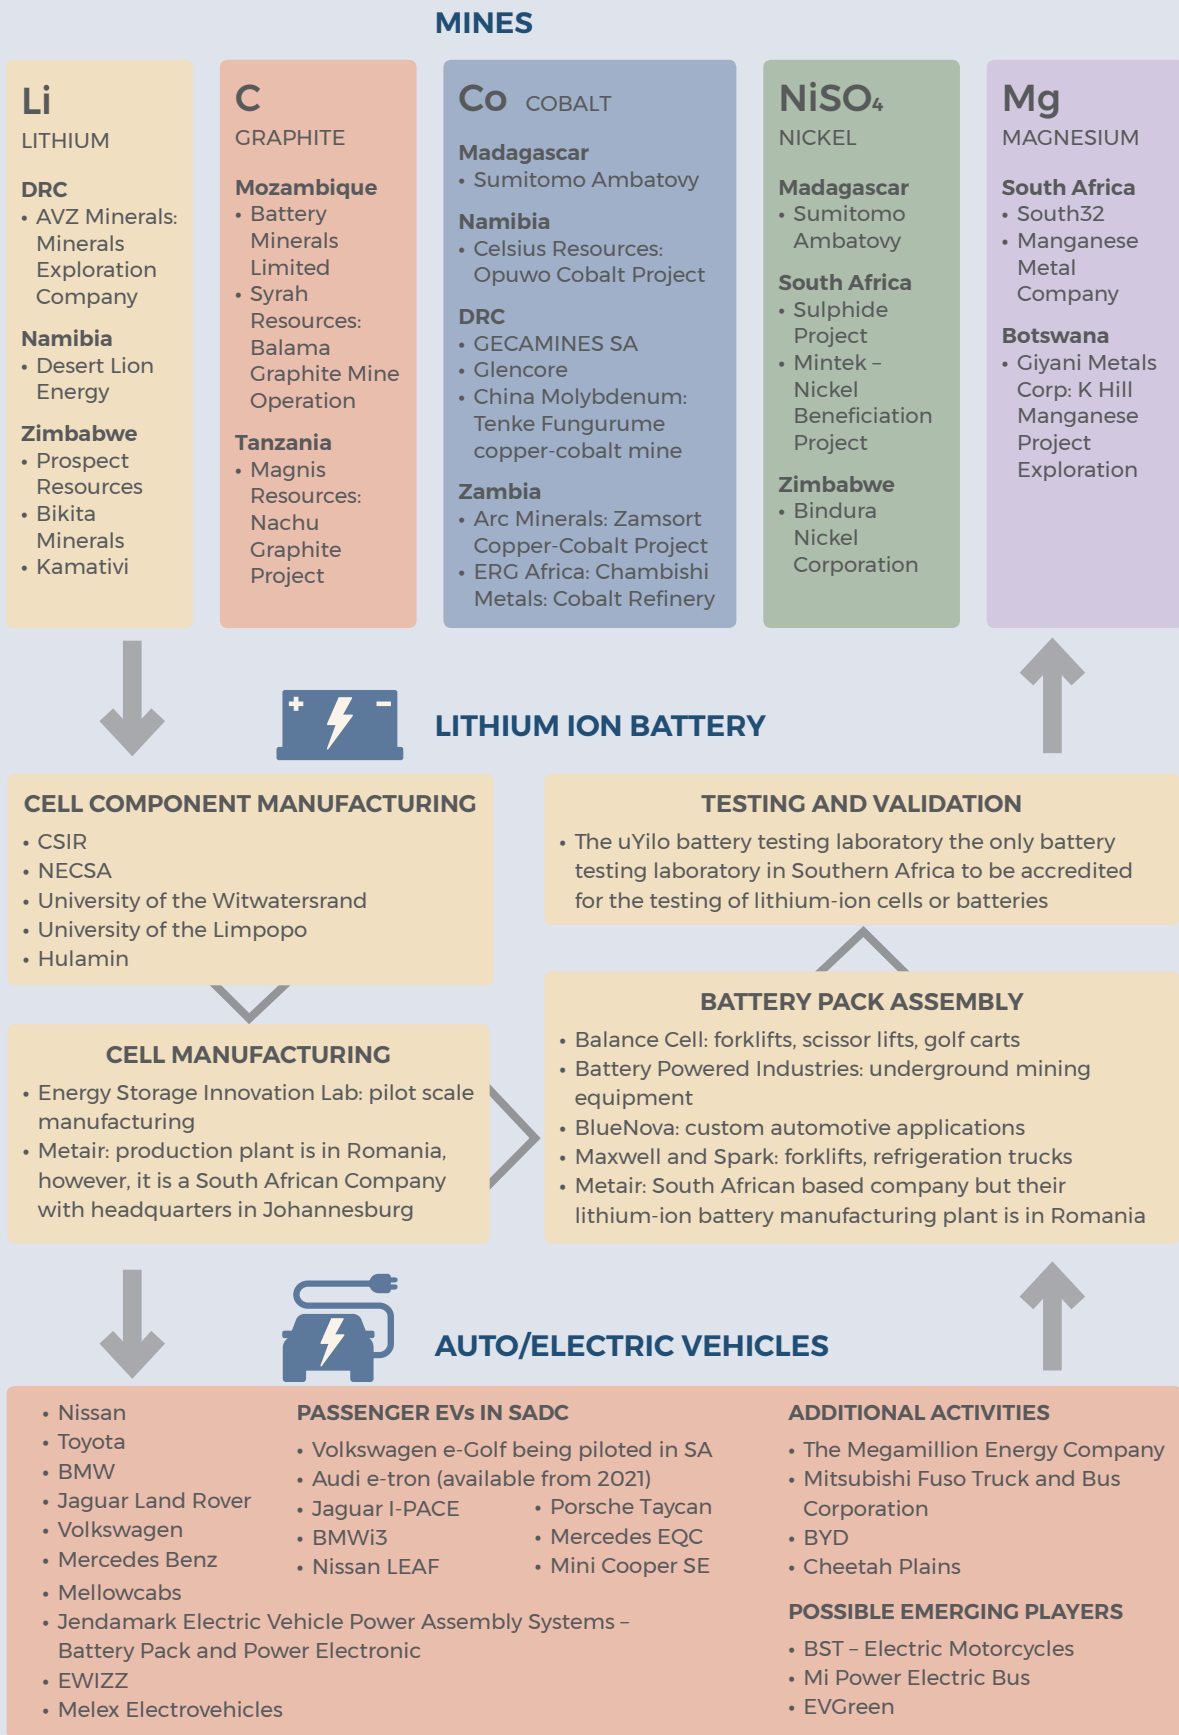 MINES
Li
LITHIUM
DRC
• AVZ Minerals:
Minerals
Exploration
Company
Namibia
• Desert Lion
Energy
Zimbabwe
• Prospect
Resources
• Bikita
Minerals
• Kamativi
C
GRAPHITE
Mozambique
• Battery
Minerals
Limited
• Syrah
Resources:
Balama
Graphite Mine
Operation
Tanzania
• Magnis
Resources:
Nachu
Graphite
Project
Co COBALT
Madagascar
• Sumitomo Ambatovy
Namibia
• Celsius Resources:
Opuwo Cobalt Project
DRC
• GECAMINES SA
• Glencore
• China Molybdenum:
Tenke Fungurume
copper-cobalt mine
Zambia
• Arc Minerals: Zamsort
Copper-Cobalt Project
• ERG Africa: Chambishi
Metals: Cobalt Refinery
NiSO₄
NICKEL
Madagascar
• Sumitomo
Ambatovy
South Africa
• Sulphide
Project
• Mintek –
Nickel
Beneficiation
Project
Zimbabwe
• Bindura
Nickel
Corporation
Mg
MAGNESIUM
South Africa
• South32
• Manganese
Metal
Company
Botswana
• Giyani Metals
Corp: K Hill
Manganese
Project
Exploration
+ −
LITHIUM ION BATTERY
CELL COMPONENT MANUFACTURING
• CSIR
• NECSA
• University of the Witwatersrand
• University of the Limpopo
• Hulamin
CELL MANUFACTURING
• Energy Storage Innovation Lab: pilot scale
manufacturing
• Metair: production plant is in Romania,
however, it is a South African Company
with headquarters in Johannesburg
TESTING AND VALIDATION
• The uYilo battery testing laboratory the only battery
testing laboratory in Southern Africa to be accredited
for the testing of lithium-ion cells or batteries
BATTERY PACK ASSEMBLY
• Balance Cell: forklifts, scissor lifts, golf carts
• Battery Powered Industries: underground mining
equipment
• BlueNova: custom automotive applications
• Maxwell and Spark: forklifts, refrigeration trucks
• Metair: South African based company but their
lithium-ion battery manufacturing plant is in Romania
AUTO/ELECTRIC VEHICLES
• Nissan
• Toyota
• BMW
• Jaguar Land Rover
• Volkswagen
• Mercedes Benz
• Mellowcabs
• Jendamark Electric Vehicle Power Assembly Systems –
Battery Pack and Power Electronic
• EWIZZ
• Melex Electrovehicles
PASSENGER EVs IN SADC
• Volkswagen e-Golf being piloted in SA
• Audi e-tron (available from 2021)
• Jaguar I-PACE
• BMWi3
• Nissan LEAF
• Porsche Taycan
• Mercedes EQC
• Mini Cooper SE
ADDITIONAL ACTIVITIES
• The Megamillion Energy Company
• Mitsubishi Fuso Truck and Bus
Corporation
• BYD
• Cheetah Plains
POSSIBLE EMERGING PLAYERS
• BST – Electric Motorcycles
• Mi Power Electric Bus
• EVGreen